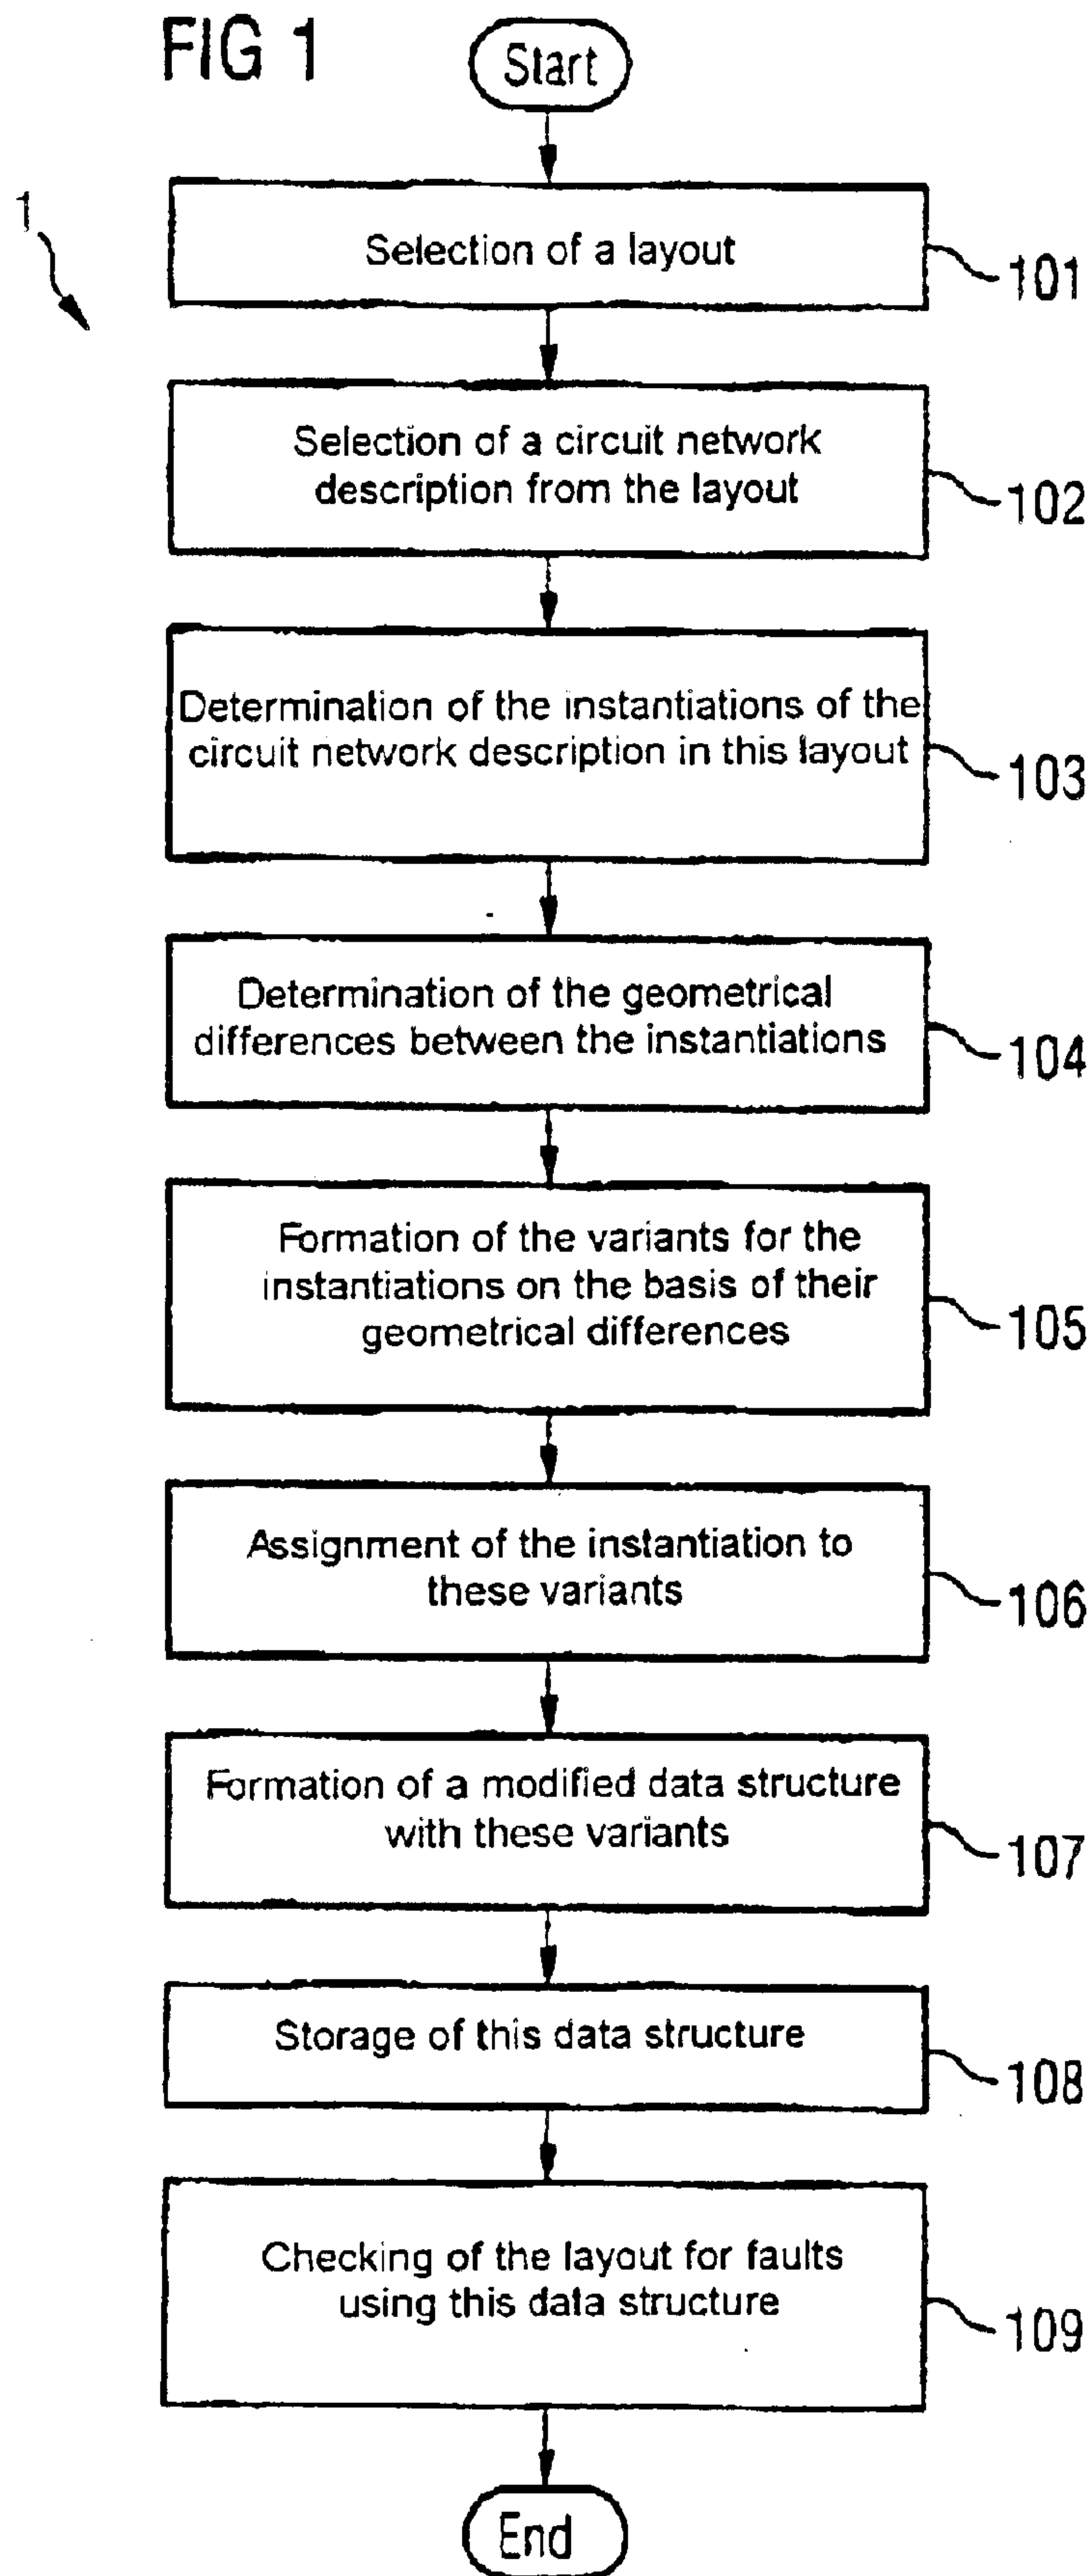 FIG 1
Start
1
Selection of a layout
101
Selection of a circuit network
description from the layout
102
Determination of the instantiations of the
circuit network description in this layout
103
Determination of the geometrical
differences between the instantiations
104
Formation of the variants for the
instantiations on the basis of their
geometrical differences
105
Assignment of the instantiation to
these variants
106
Formation of a modified data structure
with these variants
107
Storage of this data structure
108
Checking of the layout for faults
using this data structure
109
End